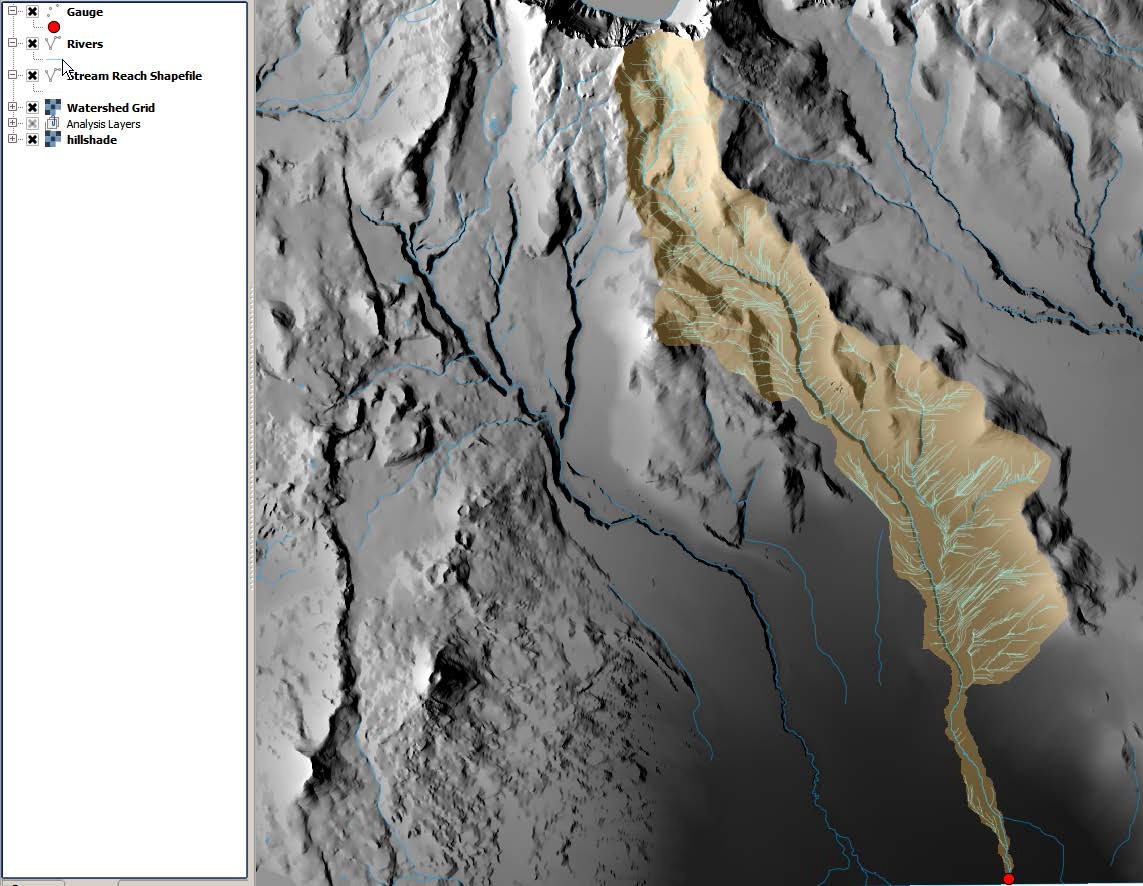 Gauge
Rivers
Stream Reach Shapefile
Watershed Grid
Analysis Layers
hillshade